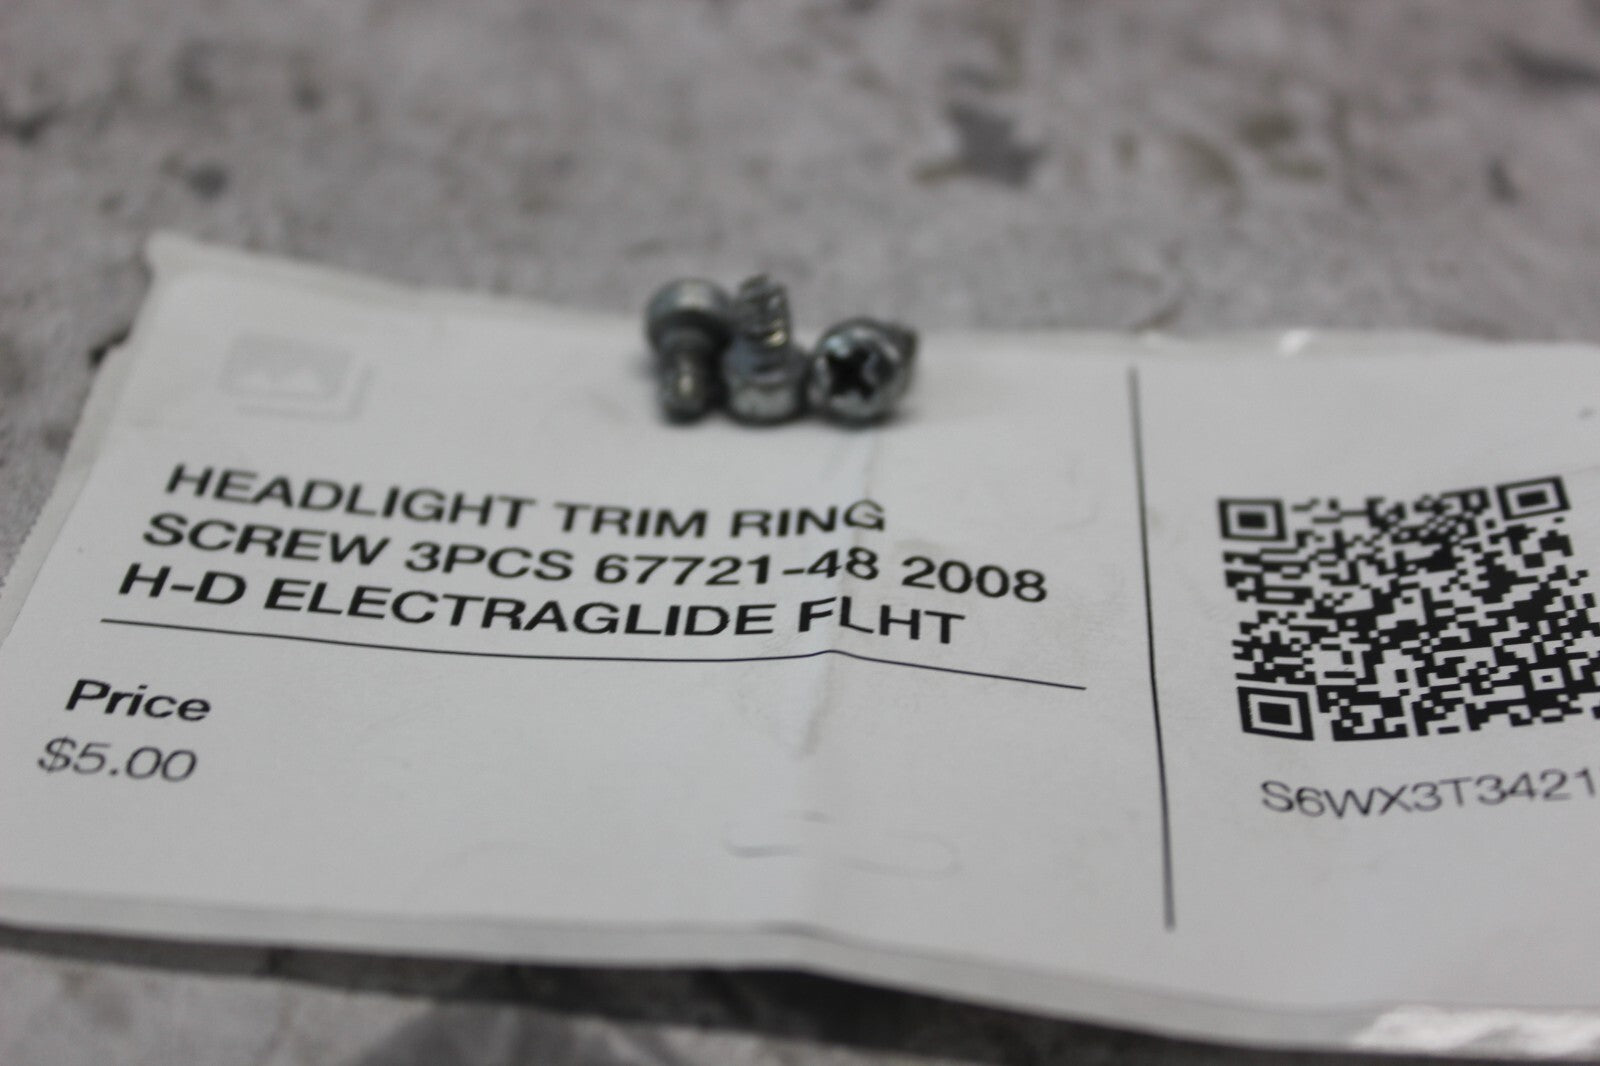 HEADLIGHT TRIM RING
SCREW 3PCS 67721-48 2008
H-D ELECTRAGLIDE FLHT
Price
$5.00
S6WX3T3421